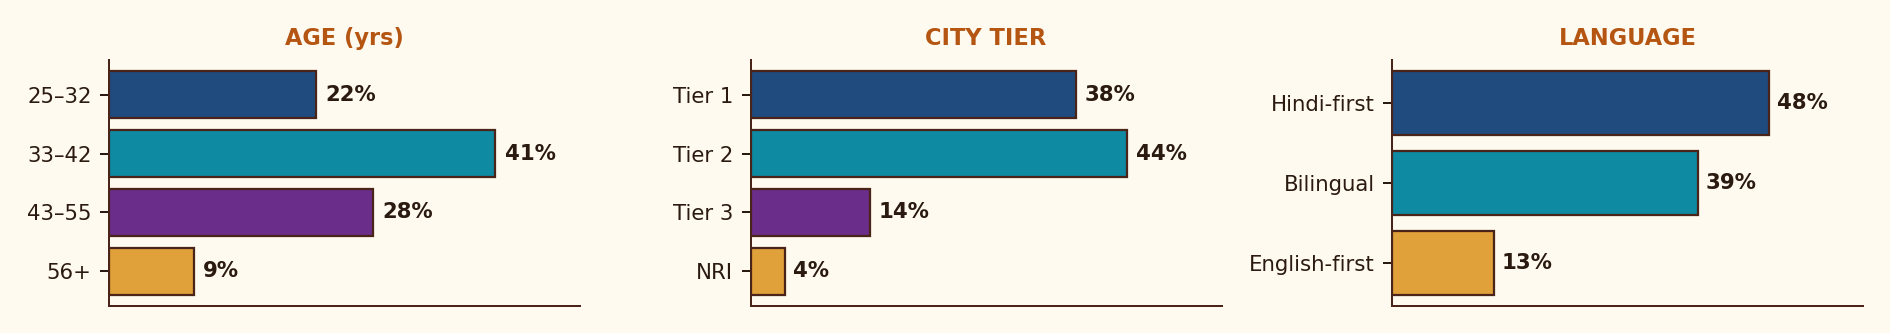 AGE (yrs)
25–32 22%
33–42 41%
43–55 28%
56+ 9%
CITY TIER
Tier 1 38%
Tier 2 44%
Tier 3 14%
NRI 4%
LANGUAGE
Hindi-first 48%
Bilingual 39%
English-first 13%